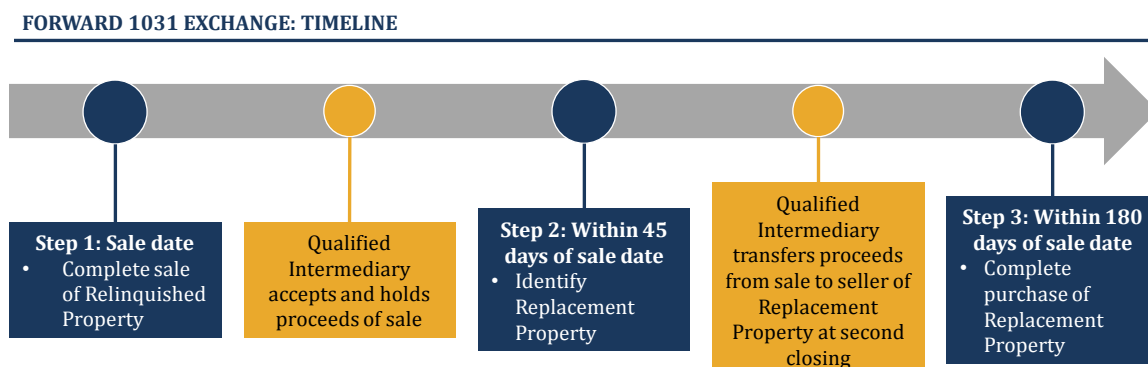 FORWARD 1031 EXCHANGE: TIMELINE
Step 1: Sale date
• Complete sale
of Relinquished
Property
Qualified
Intermediary
accepts and holds
proceeds of sale
Step 2: Within 45
days of sale date
• Identify
Replacement
Property
Qualified
Intermediary
transfers proceeds
from sale to seller of
Replacement
Property at second
closing
Step 3: Within 180
days of sale date
• Complete
purchase of
Replacement
Property